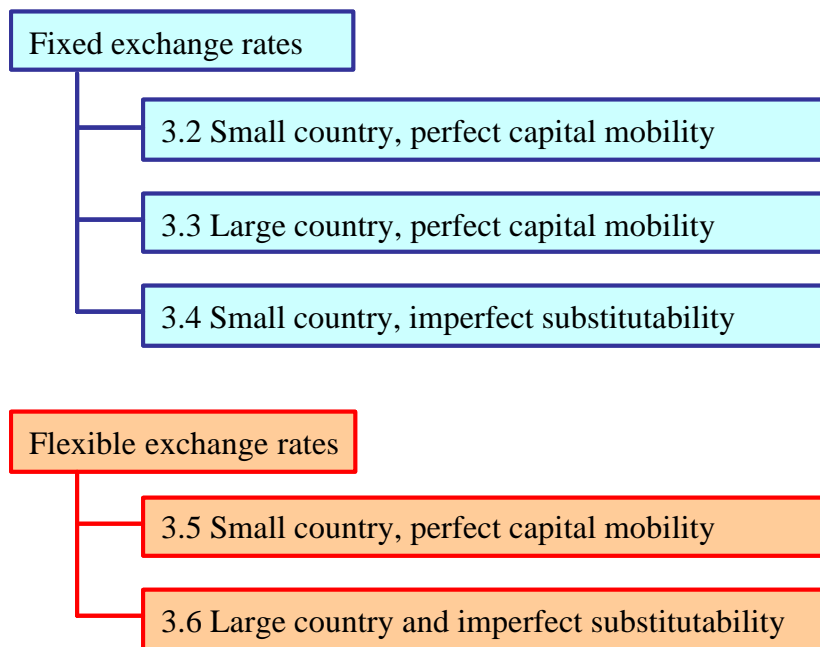 Fixed exchange rates
3.2 Small country, perfect capital mobility
3.3 Large country, perfect capital mobility
3.4 Small country, imperfect substitutability
Flexible exchange rates
3.5 Small country, perfect capital mobility
3.6 Large country and imperfect substitutability